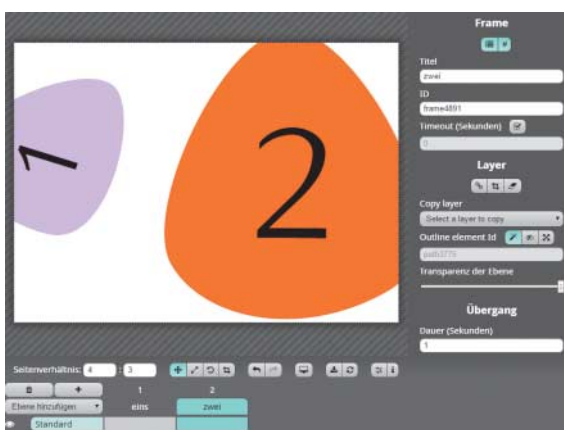 1
2
Frame
Titel
zwei
ID
frame4891
Timeout (Sekunden)
0
Layer
Copy layer
Select a layer to copy
Outline element Id
path3779
Transparenz der Ebene
Übergang
Dauer (Sekunden)
1
Seitenverhältnis: 4 : 3
1 2
Ebene hinzufügen eins zwei
Standard